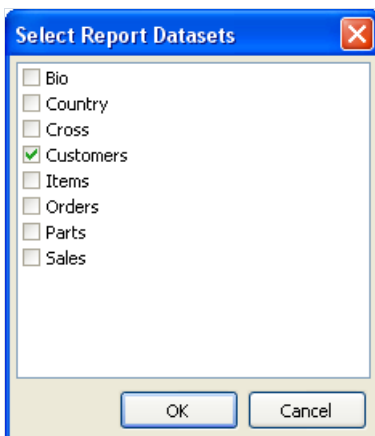 Select Report Datasets
Bio
Country
Cross
Customers
Items
Orders
Parts
Sales
OK Cancel